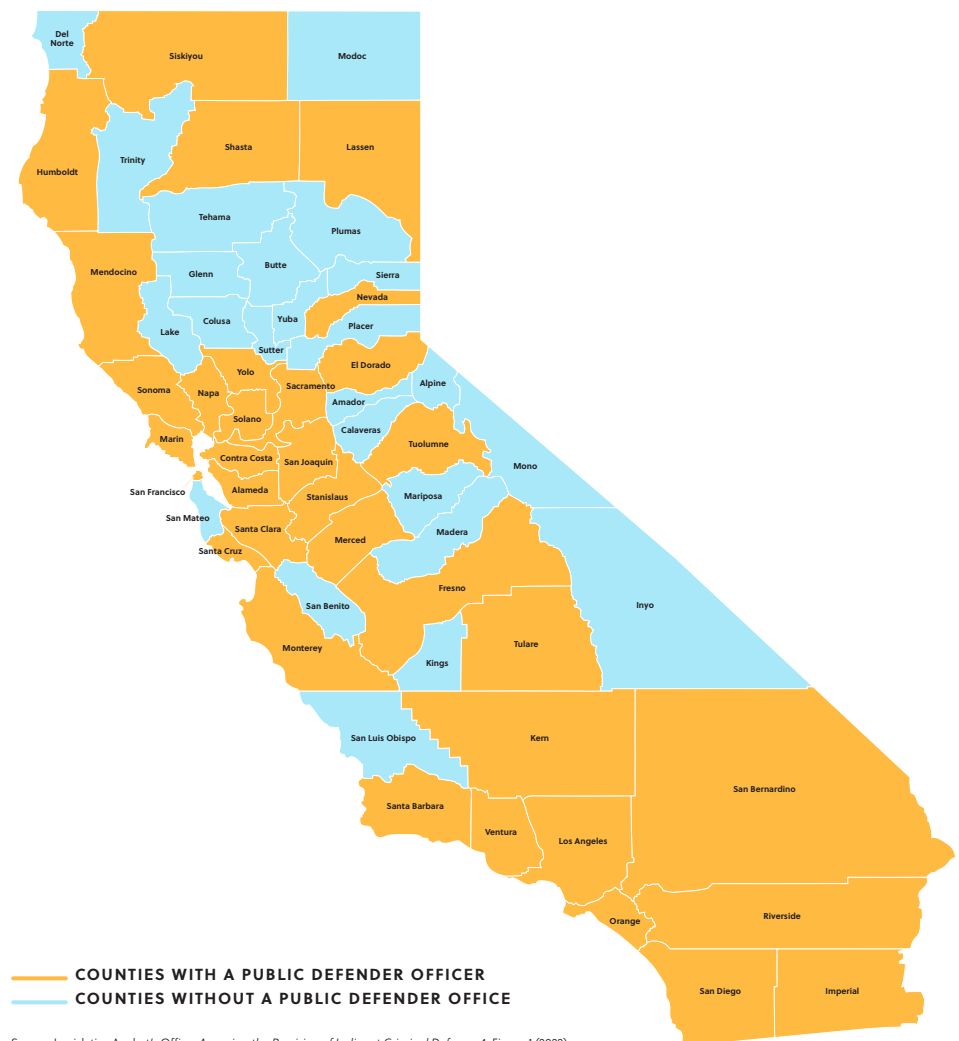 Del
Norte
Siskiyou
Modoc
Shasta
Lassen
Trinity
Humboldt
Tehama
Plumas
Butte
Mendocino
Glenn
Sierra
Nevada
Colusa
Yuba
Placer
Lake
Sutter
El Dorado
Yolo
Sacramento
Alpine
Sonoma
Napa
Amador
Solano
Calaveras
Marin
Tuolumne
Contra Costa
San Joaquin
Mono
San Francisco
Alameda
Stanislaus
Mariposa
San Mateo
Santa Clara
Madera
Merced
Santa Cruz
Fresno
San Benito
Inyo
Monterey
Tulare
Kings
San Luis Obispo
Kern
San Bernardino
Santa Barbara
Ventura
Los Angeles
Orange
Riverside
San Diego
Imperial
COUNTIES WITH A PUBLIC DEFENDER OFFICER
COUNTIES WITHOUT A PUBLIC DEFENDER OFFICE